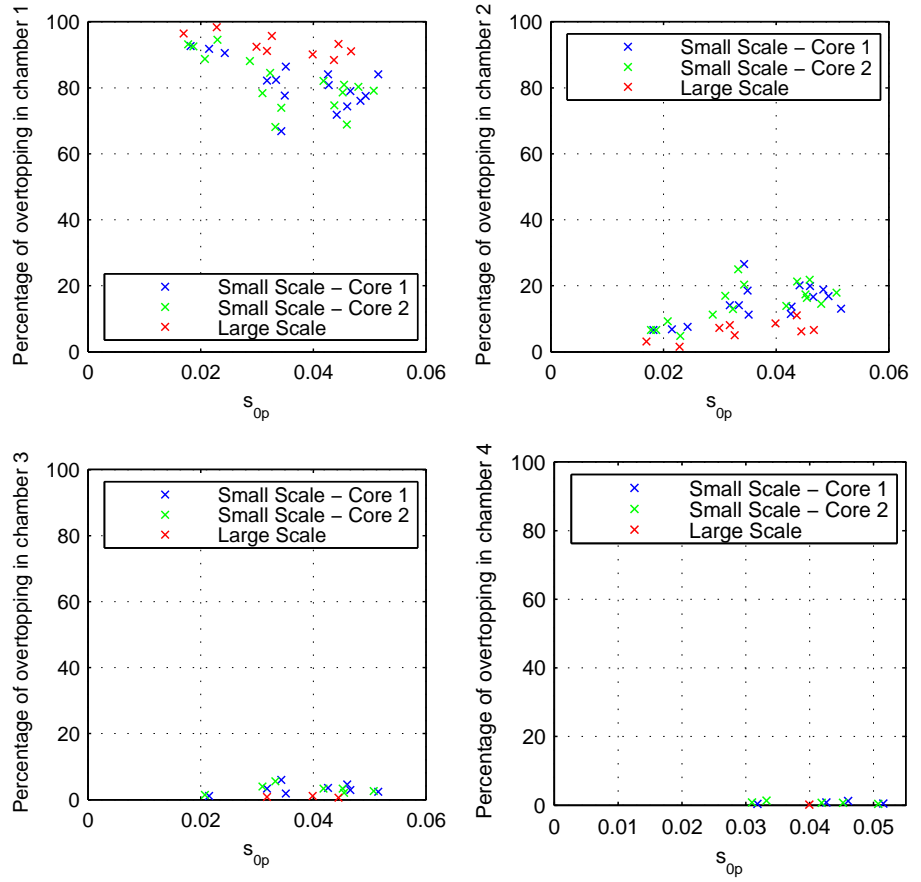 Percentage of overtopping in chamber 1
100
80
60
40
20
0
Small Scale – Core 1
Small Scale – Core 2
Large Scale
0 0.02 0.04 0.06
s0p
Percentage of overtopping in chamber 2
100
80
60
40
20
0
Small Scale – Core 1
Small Scale – Core 2
Large Scale
0 0.02 0.04 0.06
s0p
Percentage of overtopping in chamber 3
100
80
60
40
20
0
Small Scale – Core 1
Small Scale – Core 2
Large Scale
0 0.02 0.04 0.06
s0p
Percentage of overtopping in chamber 4
100
80
60
40
20
0
Small Scale – Core 1
Small Scale – Core 2
Large Scale
0 0.01 0.02 0.03 0.04 0.05
s0p